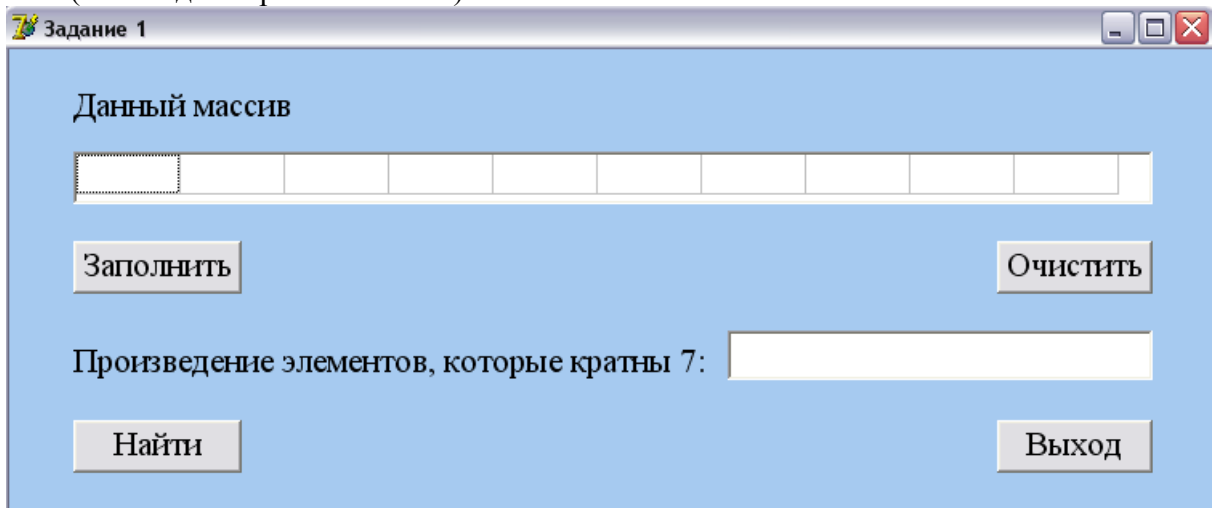 Задание 1
Данный массив
Заполнить
Очистить
Произведение элементов, которые кратны 7:
Найти
Выход